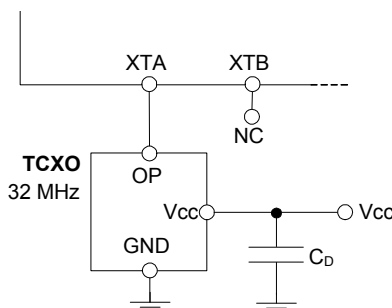 XTA XTB
NC
TCXO
32 MHz
OP
Vcc
Vcc
GND
CD